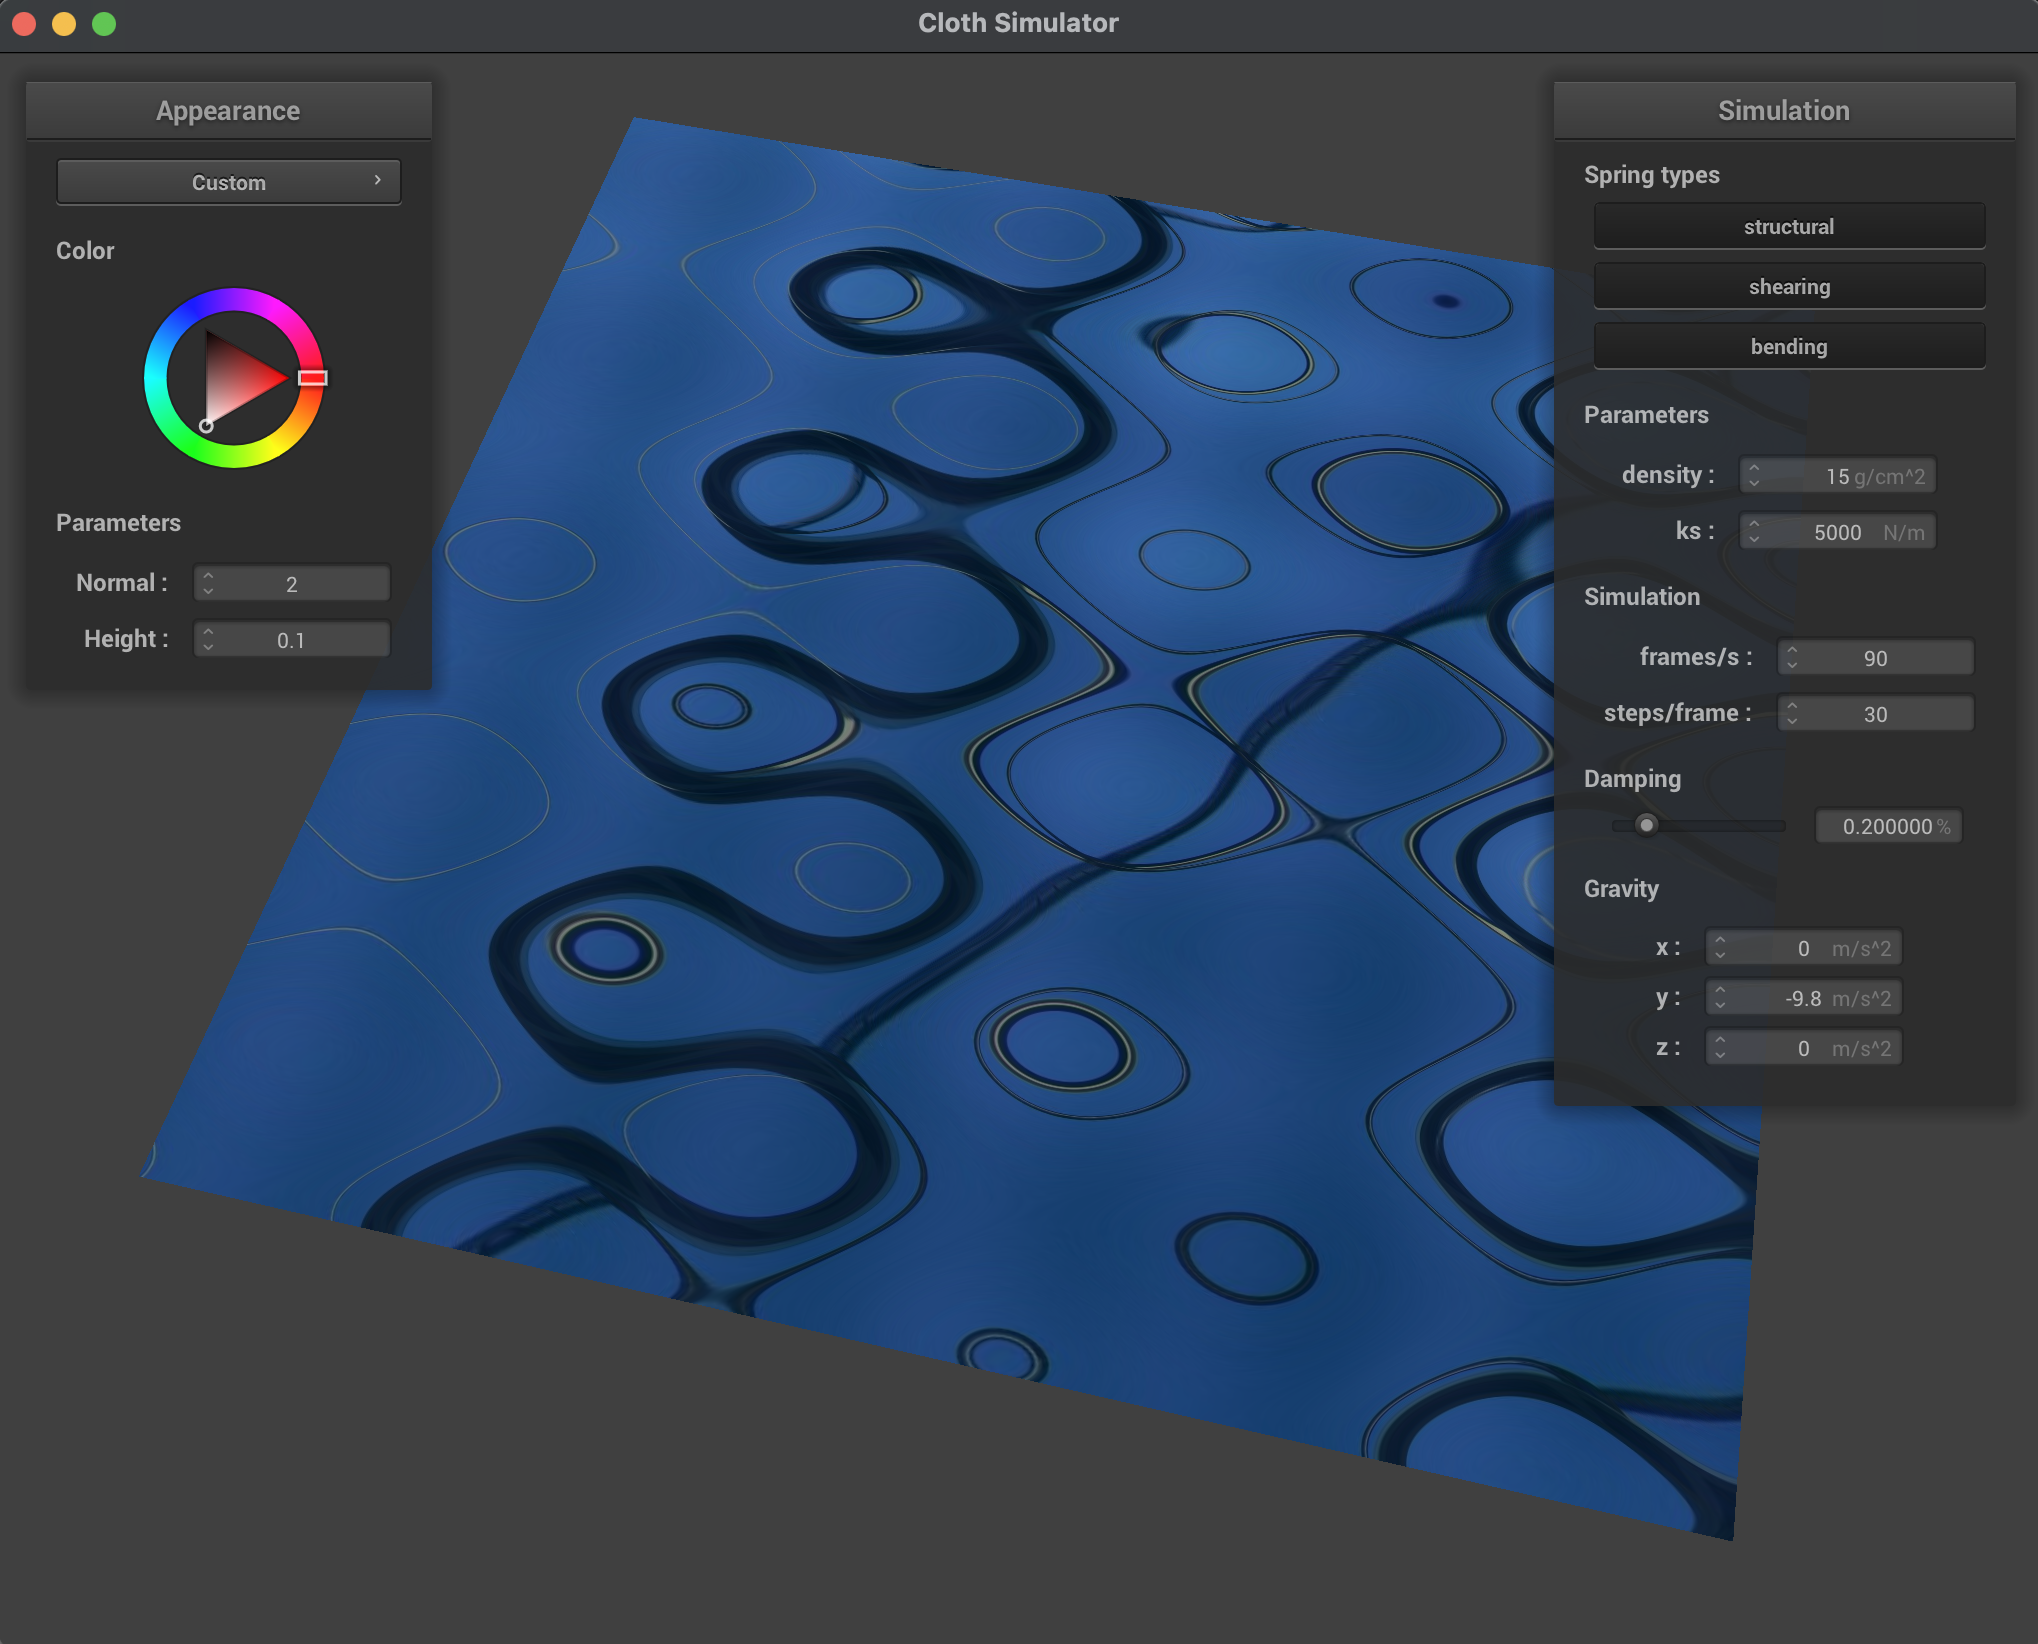 Cloth Simulator
Appearance
Custom
Color
Parameters
Normal : 2
Height : 0.1
Simulation
Spring types
structural
shearing
bending
Parameters
density : 15 g/cm^2
ks : 5000 N/m
Simulation
frames/s : 90
steps/frame : 30
Damping
0.200000 %
Gravity
x : 0 m/s^2
y : -9.8 m/s^2
z : 0 m/s^2